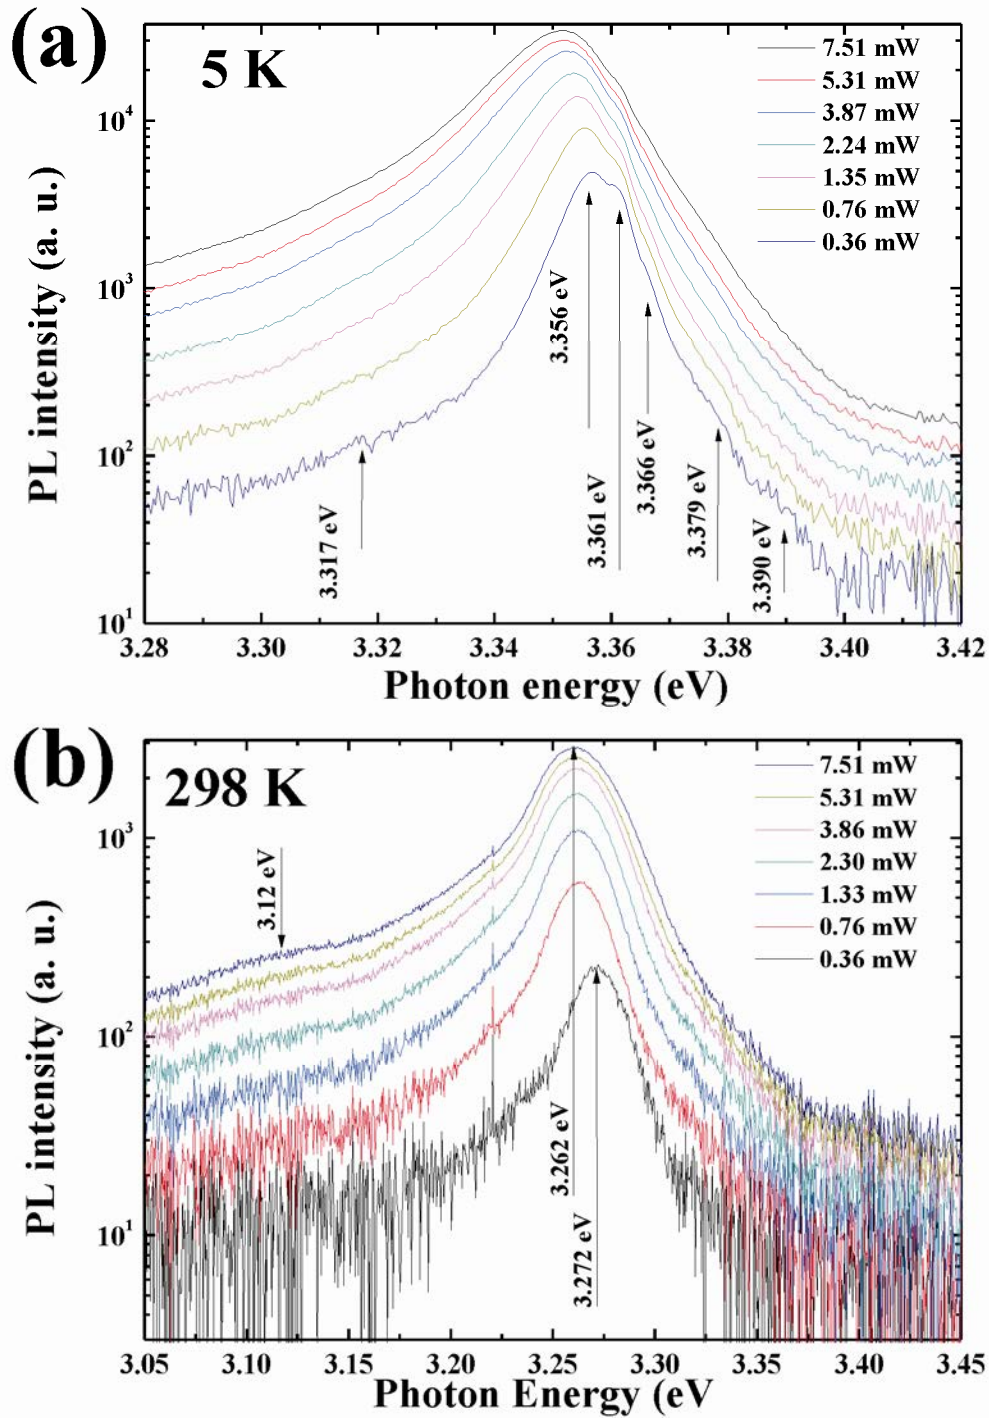 (a)
5 K
7.51 mW
5.31 mW
3.87 mW
2.24 mW
1.35 mW
0.76 mW
0.36 mW
PL intensity (a. u.)
10^4
10^3
10^2
10^1
3.317 eV
3.356 eV
3.361 eV
3.366 eV
3.379 eV
3.390 eV
3.28 3.30 3.32 3.34 3.36 3.38 3.40 3.42
Photon energy (eV)
(b)
298 K
7.51 mW
5.31 mW
3.86 mW
2.30 mW
1.33 mW
0.76 mW
0.36 mW
PL intensity (a. u.)
10^3
10^2
10^1
3.12 eV
3.262 eV
3.272 eV
3.05 3.10 3.15 3.20 3.25 3.30 3.35 3.40 3.45
Photon Energy (eV